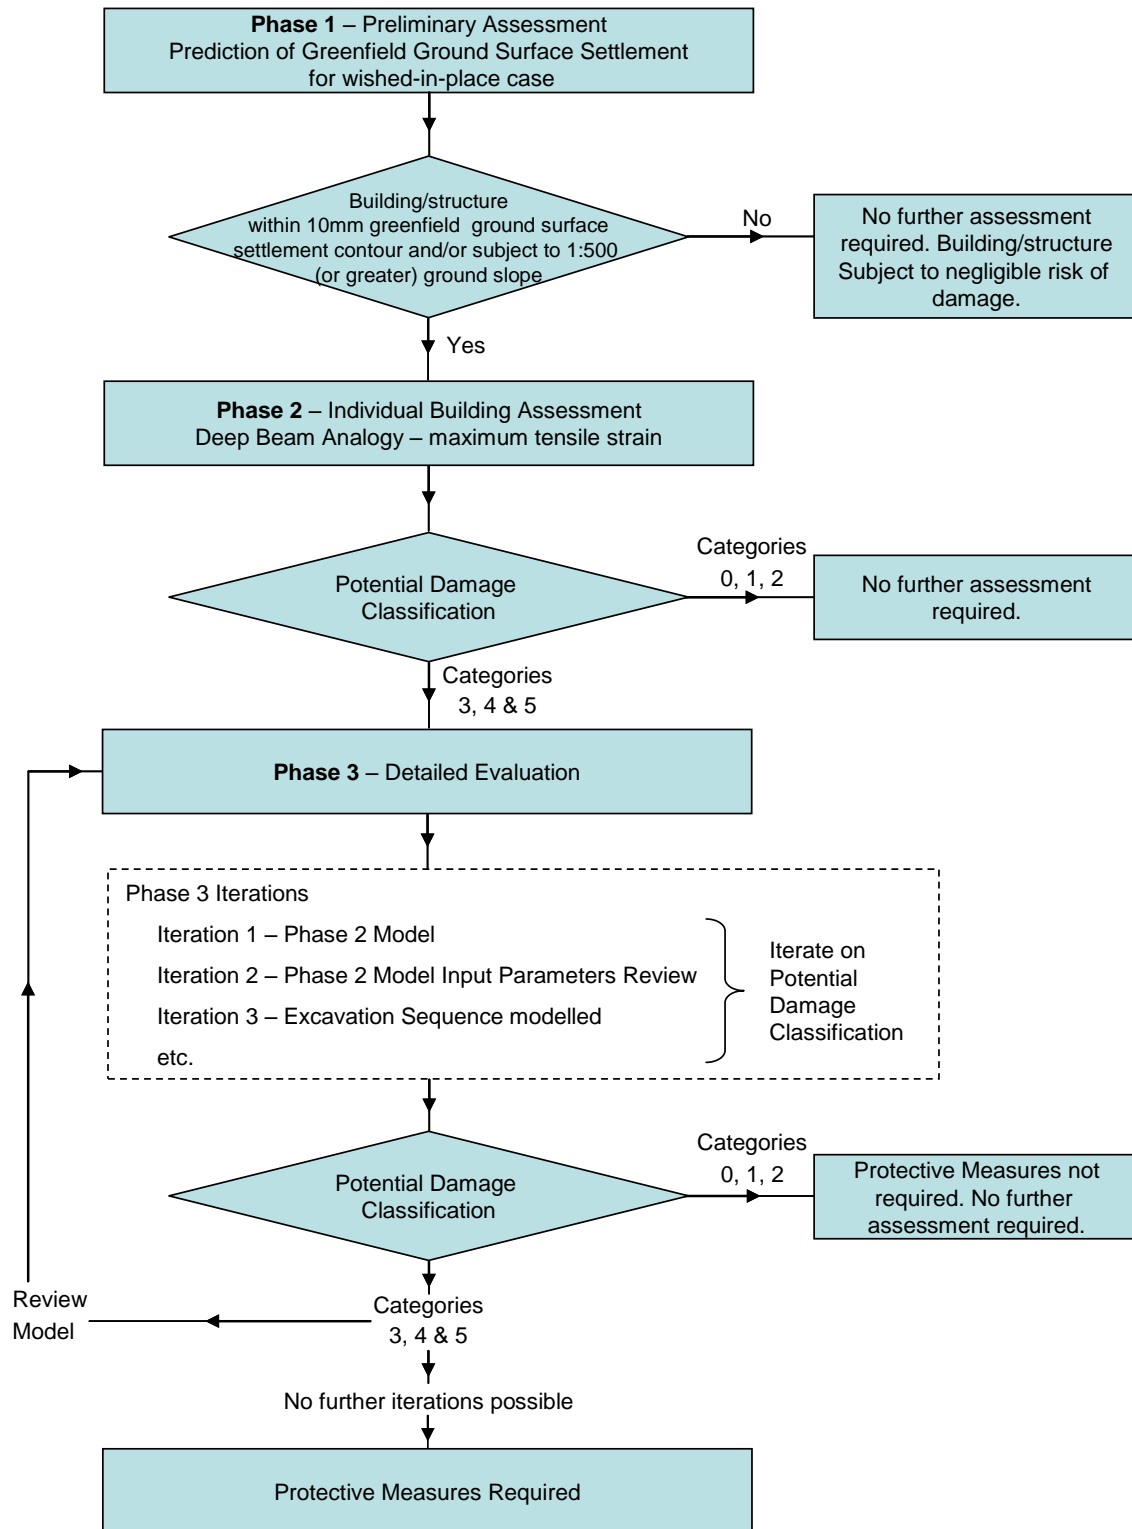 Phase 1 – Preliminary Assessment
Prediction of Greenfield Ground Surface Settlement
for wished-in-place case
Building/structure
within 10mm greenfield ground surface
settlement contour and/or subject to 1:500
(or greater) ground slope
No
No further assessment
required. Building/structure
Subject to negligible risk of
damage.
Yes
Phase 2 – Individual Building Assessment
Deep Beam Analogy – maximum tensile strain
Potential Damage
Classification
Categories
0, 1, 2
No further assessment
required.
Categories
3, 4 & 5
Phase 3 – Detailed Evaluation
Phase 3 Iterations
Iteration 1 – Phase 2 Model
Iteration 2 – Phase 2 Model Input Parameters Review
Iteration 3 – Excavation Sequence modelled
etc.
Iterate on
Potential
Damage
Classification
Potential Damage
Classification
Categories
0, 1, 2
Protective Measures not
required. No further
assessment required.
Review
Model
Categories
3, 4 & 5
No further iterations possible
Protective Measures Required